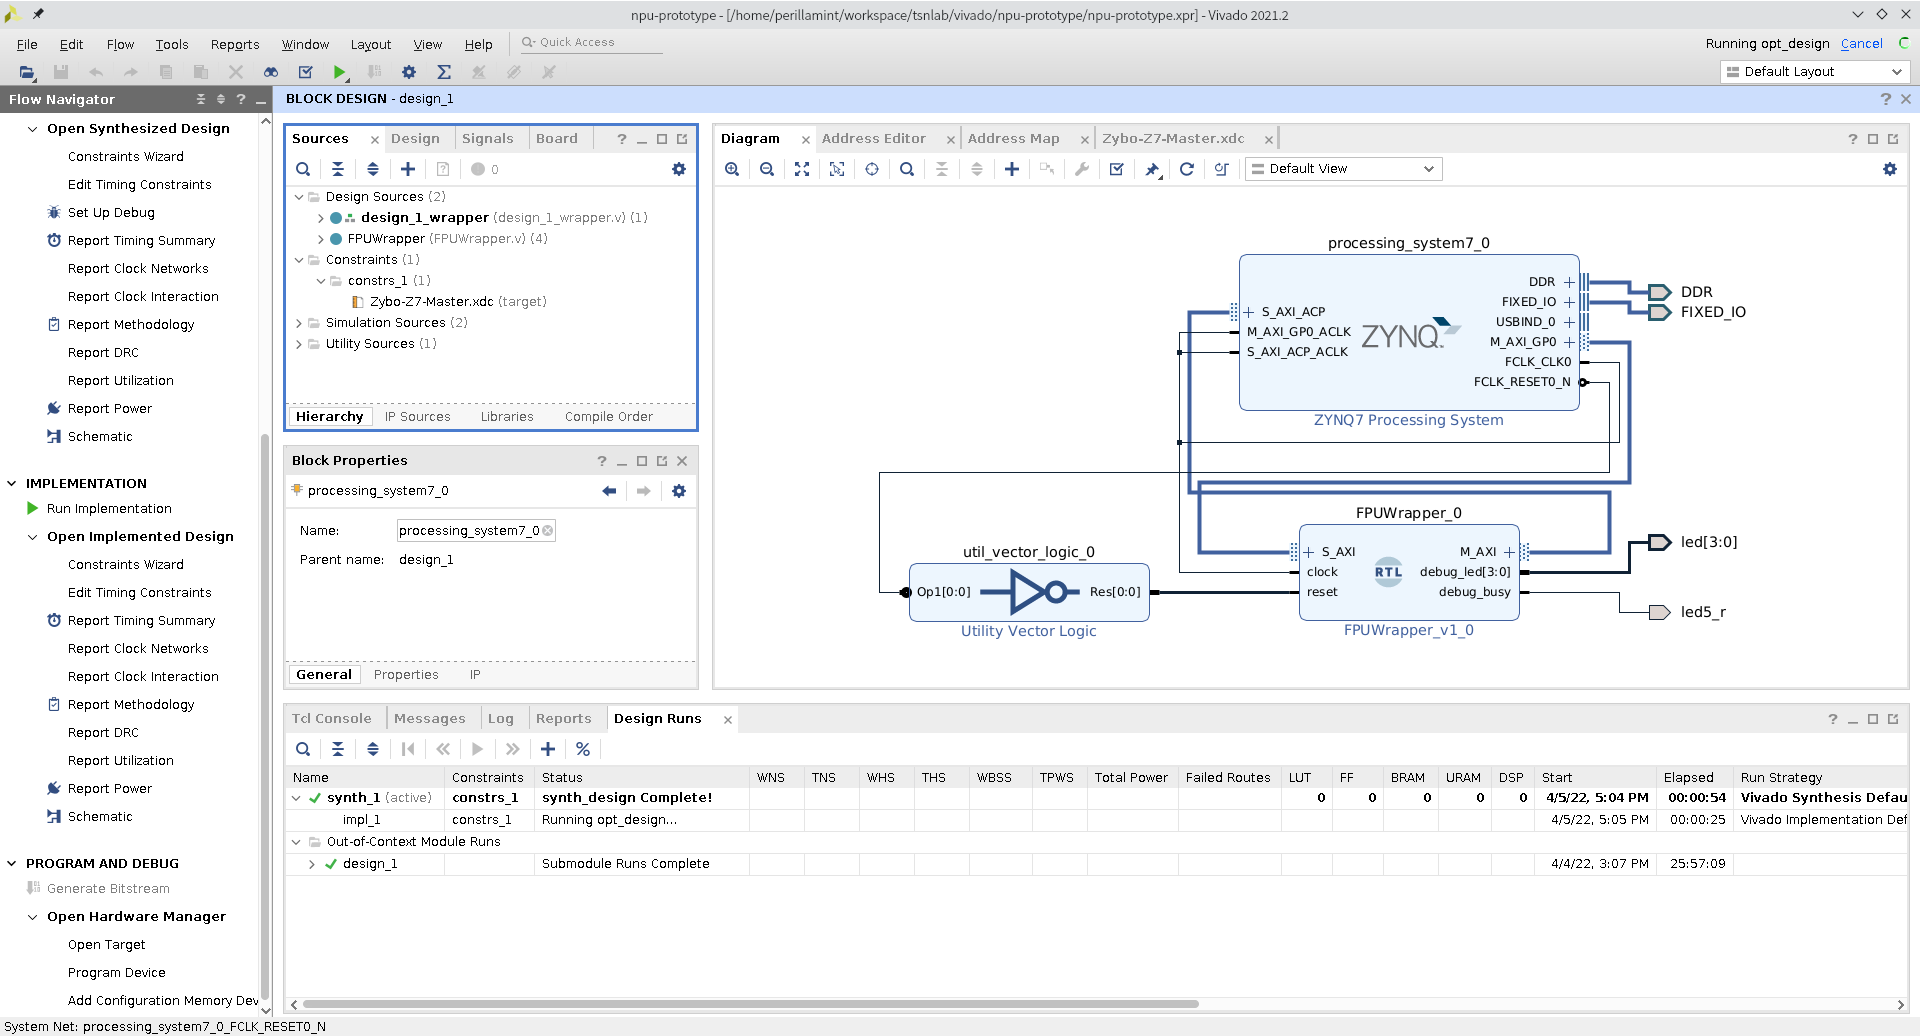 npu-prototype - [/home/perillamint/workspace/tsnlab/vivado/npu-prototype/npu-prototype.xpr] - Vivado 2021.2
File Edit Flow Tools Reports Window Layout View Help Quick Access
Running opt_design Cancel
Default Layout
Flow Navigator
Open Synthesized Design
Constraints Wizard
Edit Timing Constraints
Set Up Debug
Report Timing Summary
Report Clock Networks
Report Clock Interaction
Report Methodology
Report DRC
Report Utilization
Report Power
Schematic
IMPLEMENTATION
Run Implementation
Open Implemented Design
Constraints Wizard
Edit Timing Constraints
Report Timing Summary
Report Clock Networks
Report Clock Interaction
Report Methodology
Report DRC
Report Utilization
Report Power
Schematic
PROGRAM AND DEBUG
Generate Bitstream
Open Hardware Manager
Open Target
Program Device
Add Configuration Memory Dev
BLOCK DESIGN - design_1
Sources Design Signals Board
0
Design Sources (2)
design_1_wrapper (design_1_wrapper.v) (1)
FPUWrapper (FPUWrapper.v) (4)
Constraints (1)
constrs_1 (1)
Zybo-Z7-Master.xdc (target)
Simulation Sources (2)
Utility Sources (1)
Hierarchy IP Sources Libraries Compile Order
Block Properties
processing_system7_0
Name: processing_system7_0
Parent name: design_1
General Properties IP
Diagram Address Editor Address Map Zybo-Z7-Master.xdc
Default View
processing_system7_0
S_AXI_ACP
M_AXI_GP0_ACLK
S_AXI_ACP_ACLK
ZYNQ
DDR
FIXED_IO
USBIND_0
M_AXI_GP0
FCLK_CLK0
FCLK_RESET0_N
ZYNQ7 Processing System
DDR
FIXED_IO
util_vector_logic_0
Op1[0:0] Res[0:0]
Utility Vector Logic
FPUWrapper_0
S_AXI
clock
reset
RTL
M_AXI
debug_led[3:0]
debug_busy
FPUWrapper_v1_0
led[3:0]
led5_r
Tcl Console Messages Log Reports Design Runs
Name Constraints Status WNS TNS WHS THS WBSS TPWS Total Power Failed Routes LUT FF BRAM URAM DSP Start Elapsed Run Strategy
synth_1 (active) constrs_1 synth_design Complete! 0 0 0 0 0 4/5/22, 5:04 PM 00:00:54 Vivado Synthesis Defau
impl_1 constrs_1 Running opt_design... 4/5/22, 5:05 PM 00:00:25 Vivado Implementation Def
Out-of-Context Module Runs
design_1 Submodule Runs Complete 4/4/22, 3:07 PM 25:57:09
System Net: processing_system7_0_FCLK_RESET0_N